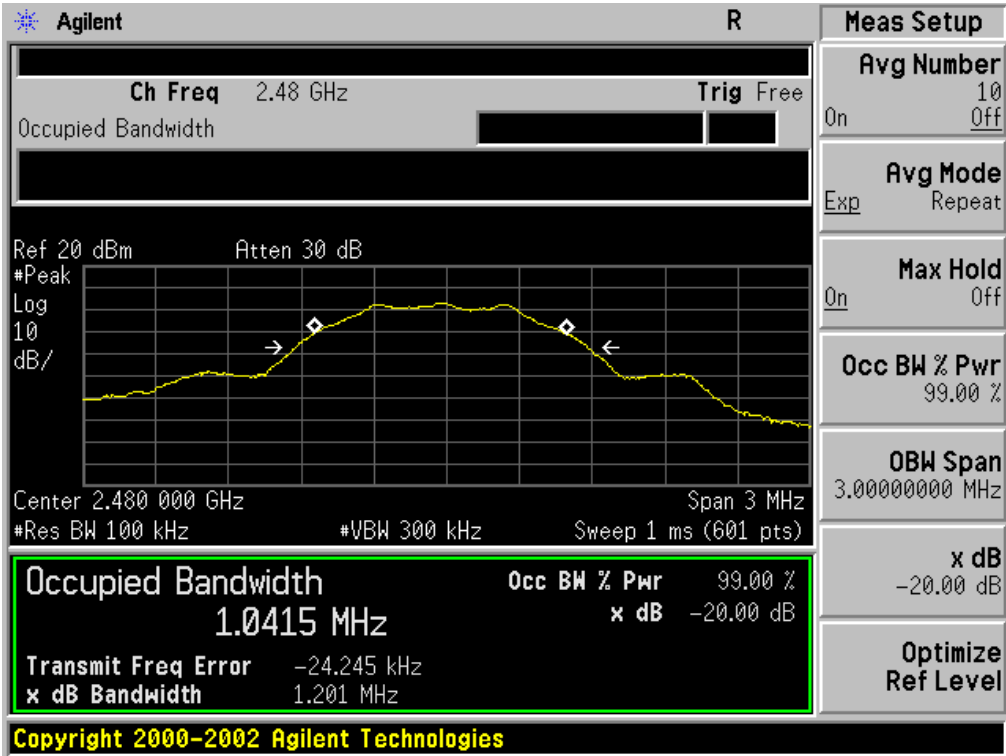 Agilent R
Ch Freq 2.48 GHz Trig Free
Occupied Bandwidth
Ref 20 dBm Atten 30 dB
#Peak
Log
10
dB/
Center 2.480 000 GHz Span 3 MHz
#Res BW 100 kHz #VBW 300 kHz Sweep 1 ms (601 pts)
Occupied Bandwidth Occ BW % Pwr 99.00 %
1.0415 MHz x dB -20.00 dB
Transmit Freq Error -24.245 kHz
x dB Bandwidth 1.201 MHz
Copyright 2000-2002 Agilent Technologies
Meas Setup
Avg Number
10
On Off
Avg Mode
Exp Repeat
Max Hold
On Off
Occ BW % Pwr
99.00 %
OBW Span
3.00000000 MHz
x dB
-20.00 dB
Optimize
Ref Level